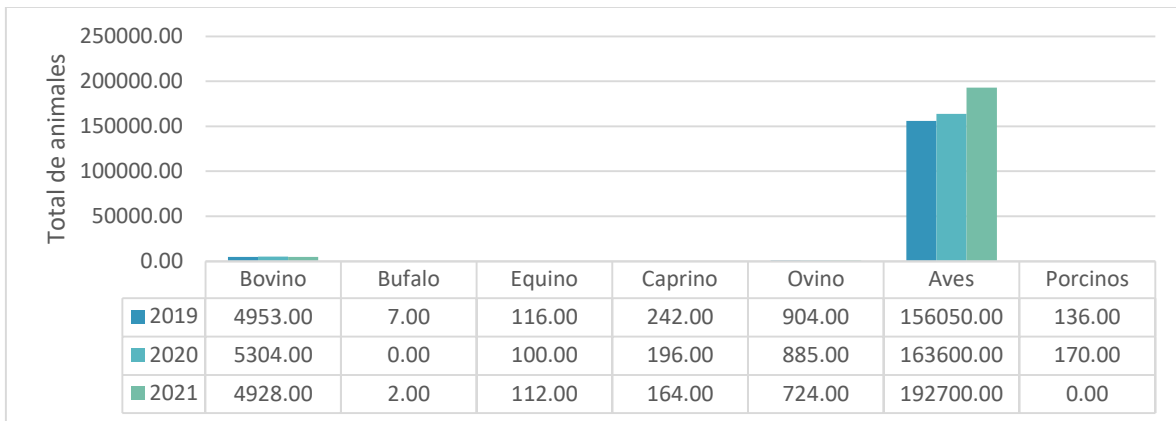 250000.00
200000.00
150000.00
100000.00
50000.00
0.00
Total de animales
Bovino Bufalo Equino Caprino Ovino Aves Porcinos
2019 4953.00 7.00 116.00 242.00 904.00 156050.00 136.00
2020 5304.00 0.00 100.00 196.00 885.00 163600.00 170.00
2021 4928.00 2.00 112.00 164.00 724.00 192700.00 0.00